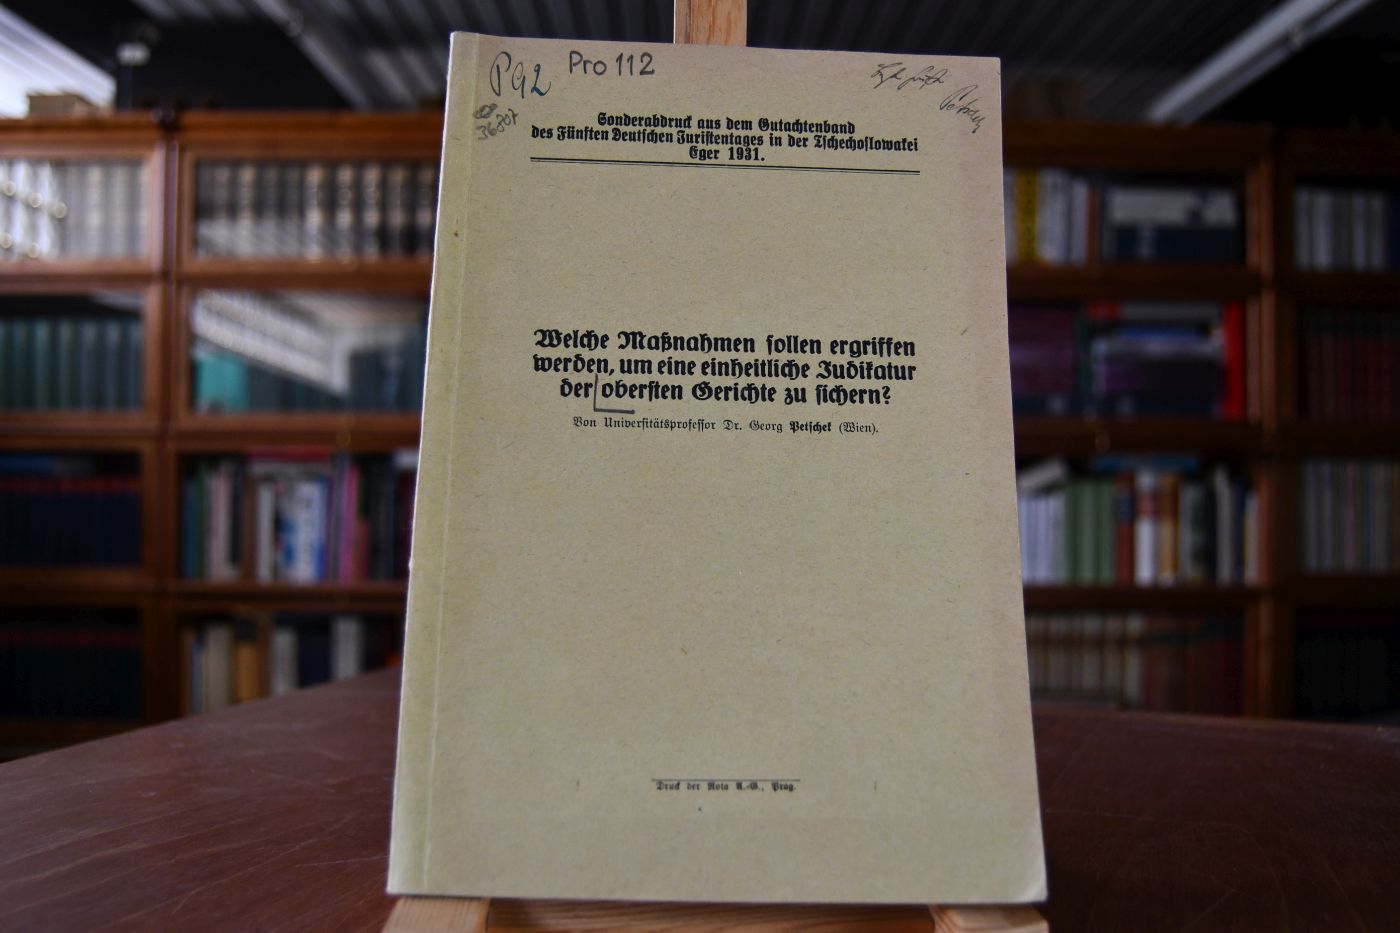 P92 Pro 112
36807
Sonderabdruck aus dem Gutachtenband
des Fünften Deutschen Juristentages in der Tschechoslowakei
Eger 1931.
Welche Maßnahmen sollen ergriffen
werden, um eine einheitliche Judikatur
der obersten Gerichte zu sichern?
Von Universitätsprofessor Dr. Georg Petschek (Wien).
Druck der Rota A.-G., Prag.